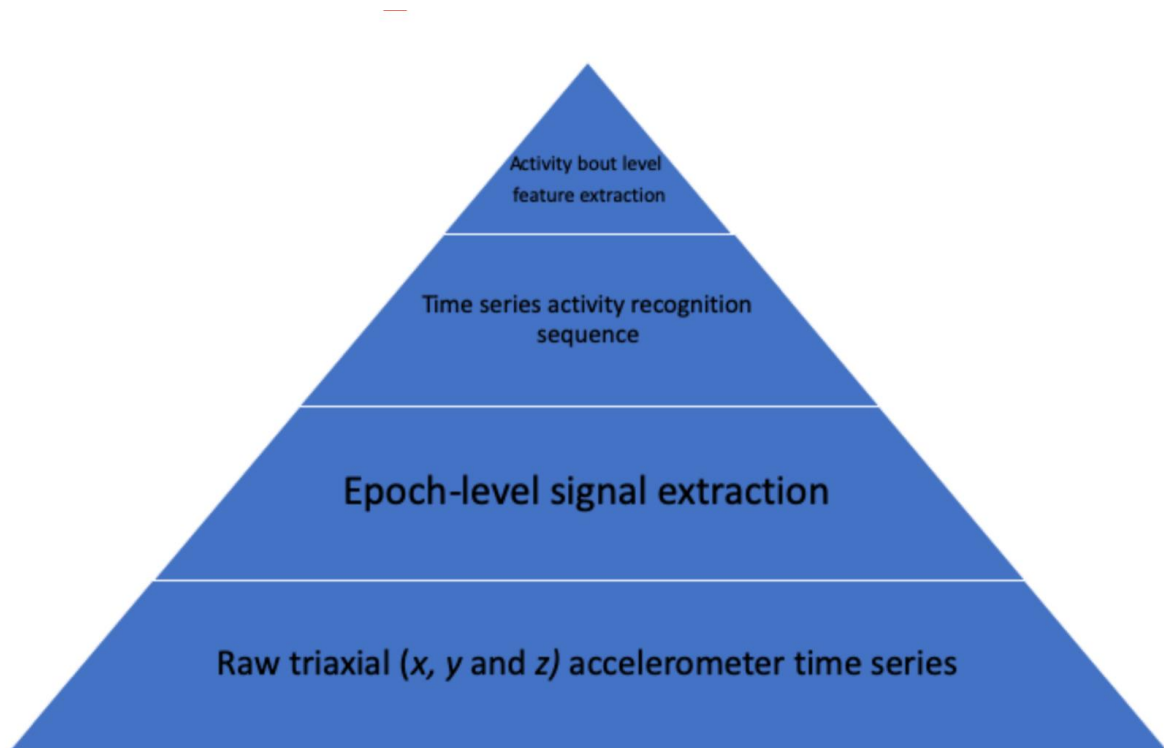 Activity bout level
feature extraction
Time series activity recognition
sequence
Epoch-level signal extraction
Raw triaxial (x, y and z) accelerometer time series